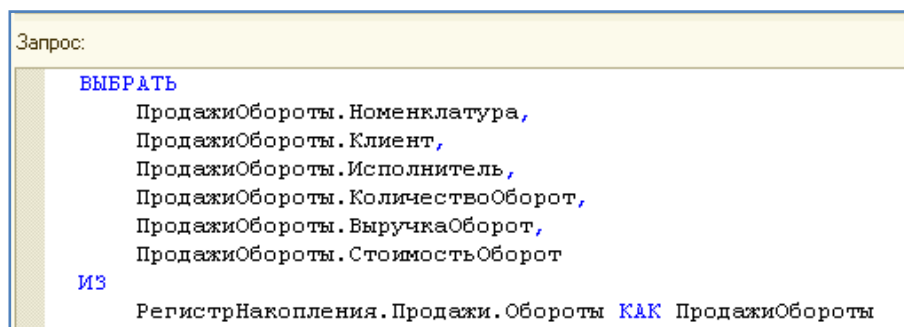 Запрос:
ВЫБРАТЬ
ПродажиОбороты.Номенклатура,
ПродажиОбороты.Клиент,
ПродажиОбороты.Исполнитель,
ПродажиОбороты.КоличествоОборот,
ПродажиОбороты.ВыручкаОборот,
ПродажиОбороты.СтоимостьОборот
ИЗ
РегистрНакопления.Продажи.Обороты КАК ПродажиОбороты